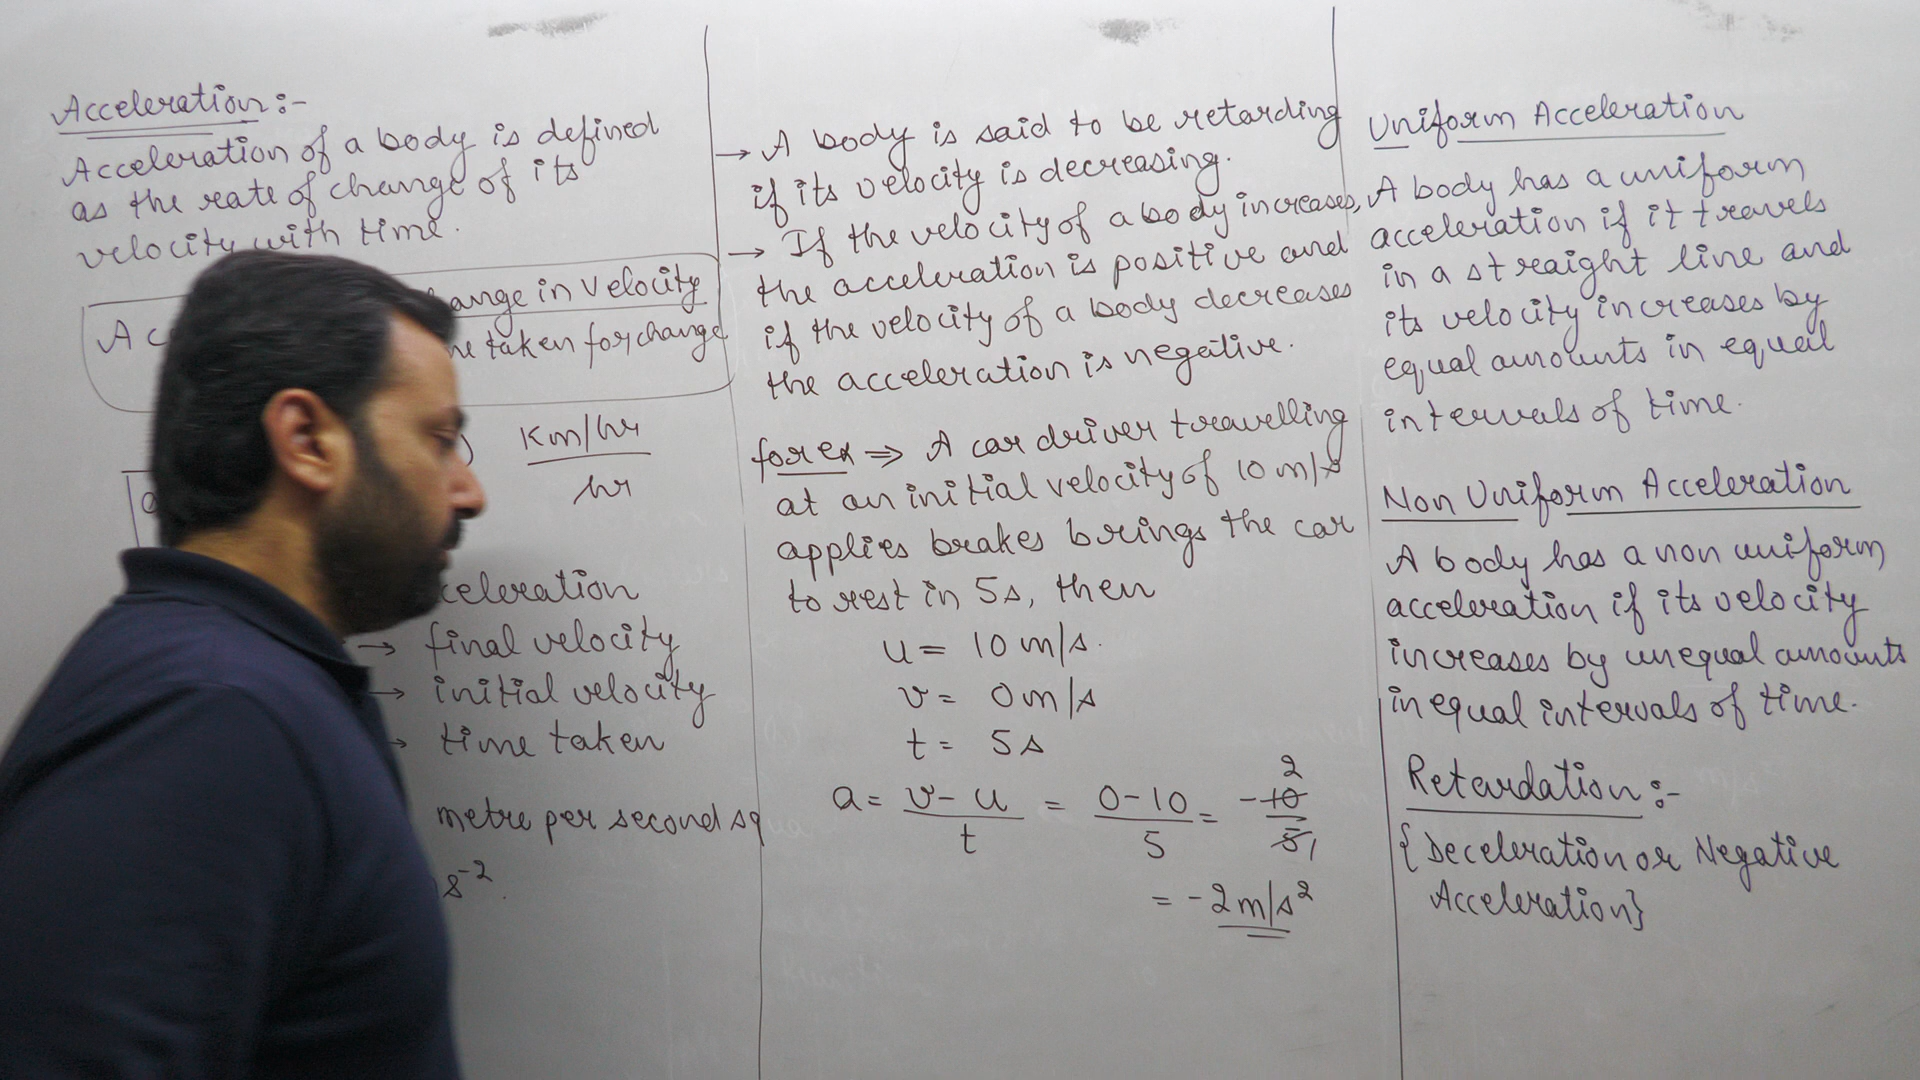 Acceleration :-
Acceleration of a body is defined
as the rate of change of its
velocity with time.
change in Velocity
taken for change
Km/hr
hr
→ final velocity
→ initial velocity
→ time taken
metre per second sq
s⁻²
→ A body is said to be retarding
if its velocity is decreasing.
→ If the velocity of a body increases,
the acceleration is positive and
if the velocity of a body decreases
the acceleration is negative.
for ex ⇒ A car driver travelling
at an initial velocity of 10 m/s
applies brakes brings the car
to rest in 5s, then
u = 10 m/s.
v = 0 m/s
t = 5s
a = v-u / t = 0-10 / 5 = -10 2 / 5 1
= -2 m/s²
Uniform Acceleration
A body has a uniform
acceleration if it travels
in a straight line and
its velocity increases by
equal amounts in equal
intervals of time.
Non Uniform Acceleration
A body has a non uniform
acceleration if its velocity
increases by unequal amounts
in equal intervals of time.
Retardation :-
{Deceleration or Negative
Acceleration}